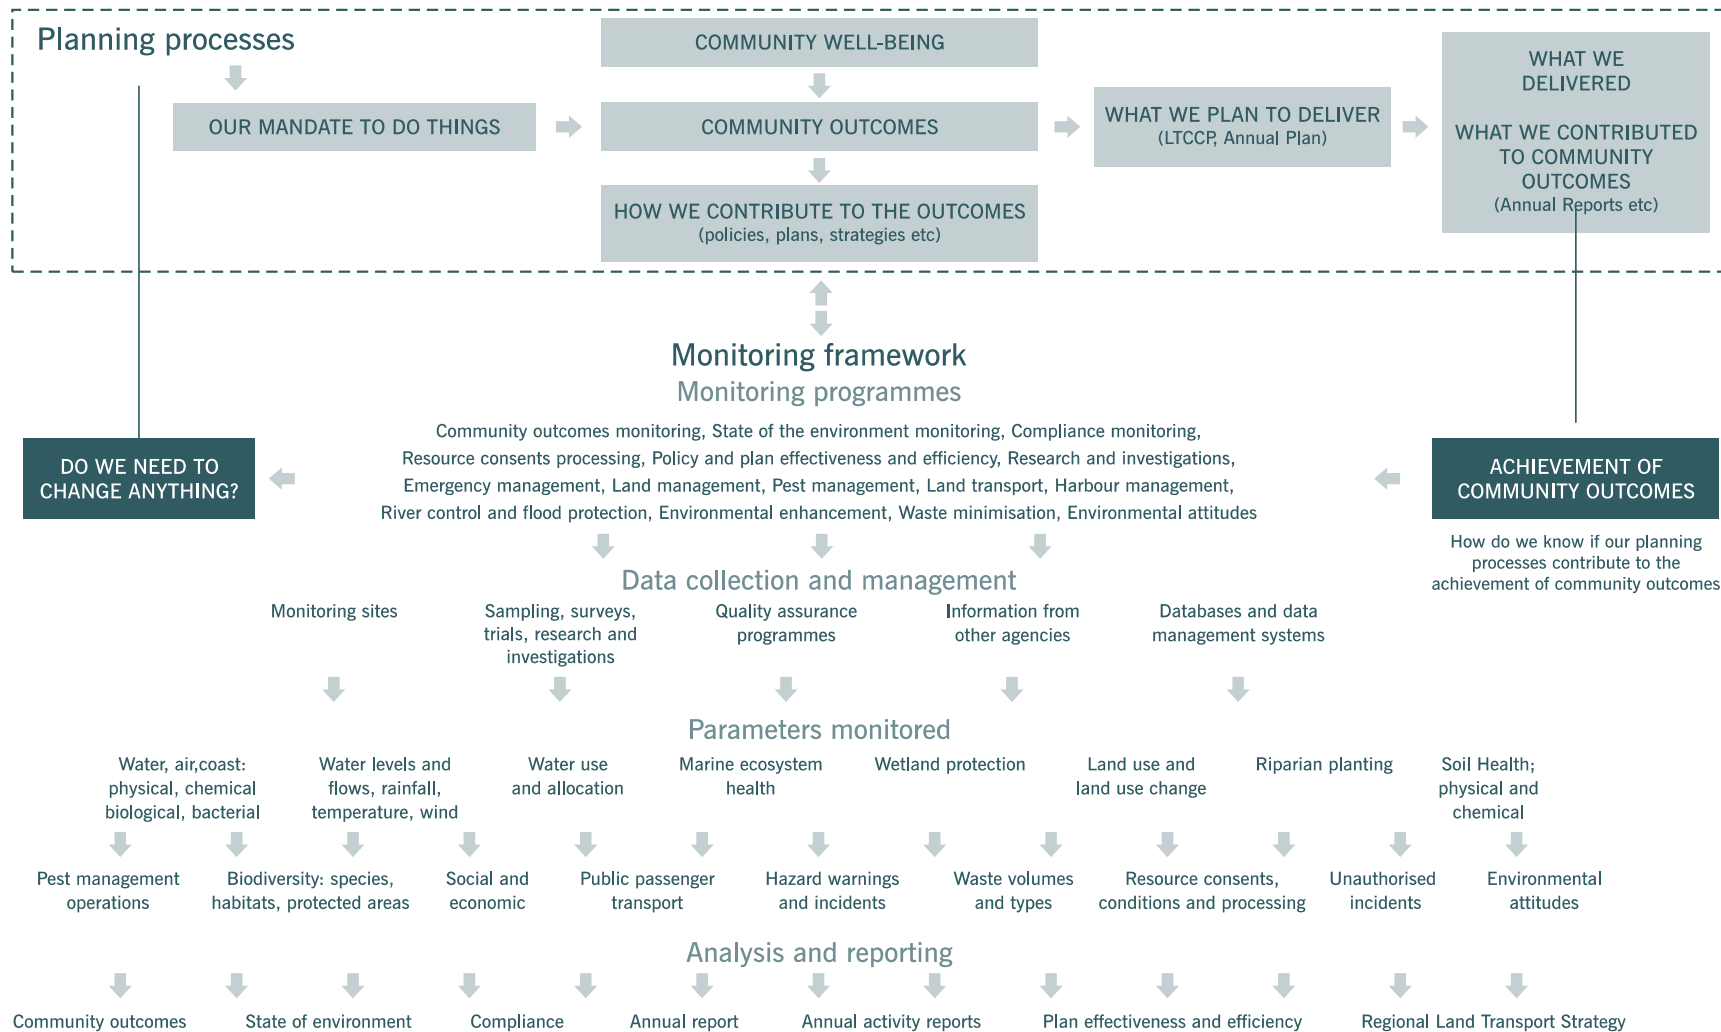 Planning processes
COMMUNITY WELL-BEING
OUR MANDATE TO DO THINGS
COMMUNITY OUTCOMES
HOW WE CONTRIBUTE TO THE OUTCOMES
(policies, plans, strategies etc)
WHAT WE PLAN TO DELIVER
(LTCCP, Annual Plan)
WHAT WE
DELIVERED
WHAT WE CONTRIBUTED
TO COMMUNITY
OUTCOMES
(Annual Reports etc)
Monitoring framework
Monitoring programmes
Community outcomes monitoring, State of the environment monitoring, Compliance monitoring,
Resource consents processing, Policy and plan effectiveness and efficiency, Research and investigations,
Emergency management, Land management, Pest management, Land transport, Harbour management,
River control and flood protection, Environmental enhancement, Waste minimisation, Environmental attitudes
DO WE NEED TO
CHANGE ANYTHING?
ACHIEVEMENT OF
COMMUNITY OUTCOMES
How do we know if our planning
processes contribute to the
achievement of community outcomes
Data collection and management
Monitoring sites
Sampling, surveys,
trials, research and
investigations
Quality assurance
programmes
Information from
other agencies
Databases and data
management systems
Parameters monitored
Water, air,coast:
physical, chemical
biological, bacterial
Water levels and
flows, rainfall,
temperature, wind
Water use
and allocation
Marine ecosystem
health
Wetland protection
Land use and
land use change
Riparian planting
Soil Health;
physical and
chemical
Pest management
operations
Biodiversity: species,
habitats, protected areas
Social and
economic
Public passenger
transport
Hazard warnings
and incidents
Waste volumes
and types
Resource consents,
conditions and processing
Unauthorised
incidents
Environmental
attitudes
Analysis and reporting
Community outcomes
State of environment
Compliance
Annual report
Annual activity reports
Plan effectiveness and efficiency
Regional Land Transport Strategy